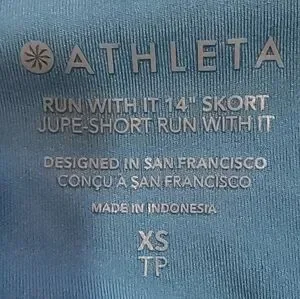 ATHLETA
RUN WITH IT 14" SKORT
JUPE-SHORT RUN WITH IT
DESIGNED IN SAN FRANCISCO
CONÇU À SAN FRANCISCO
MADE IN INDONESIA
XS
TP